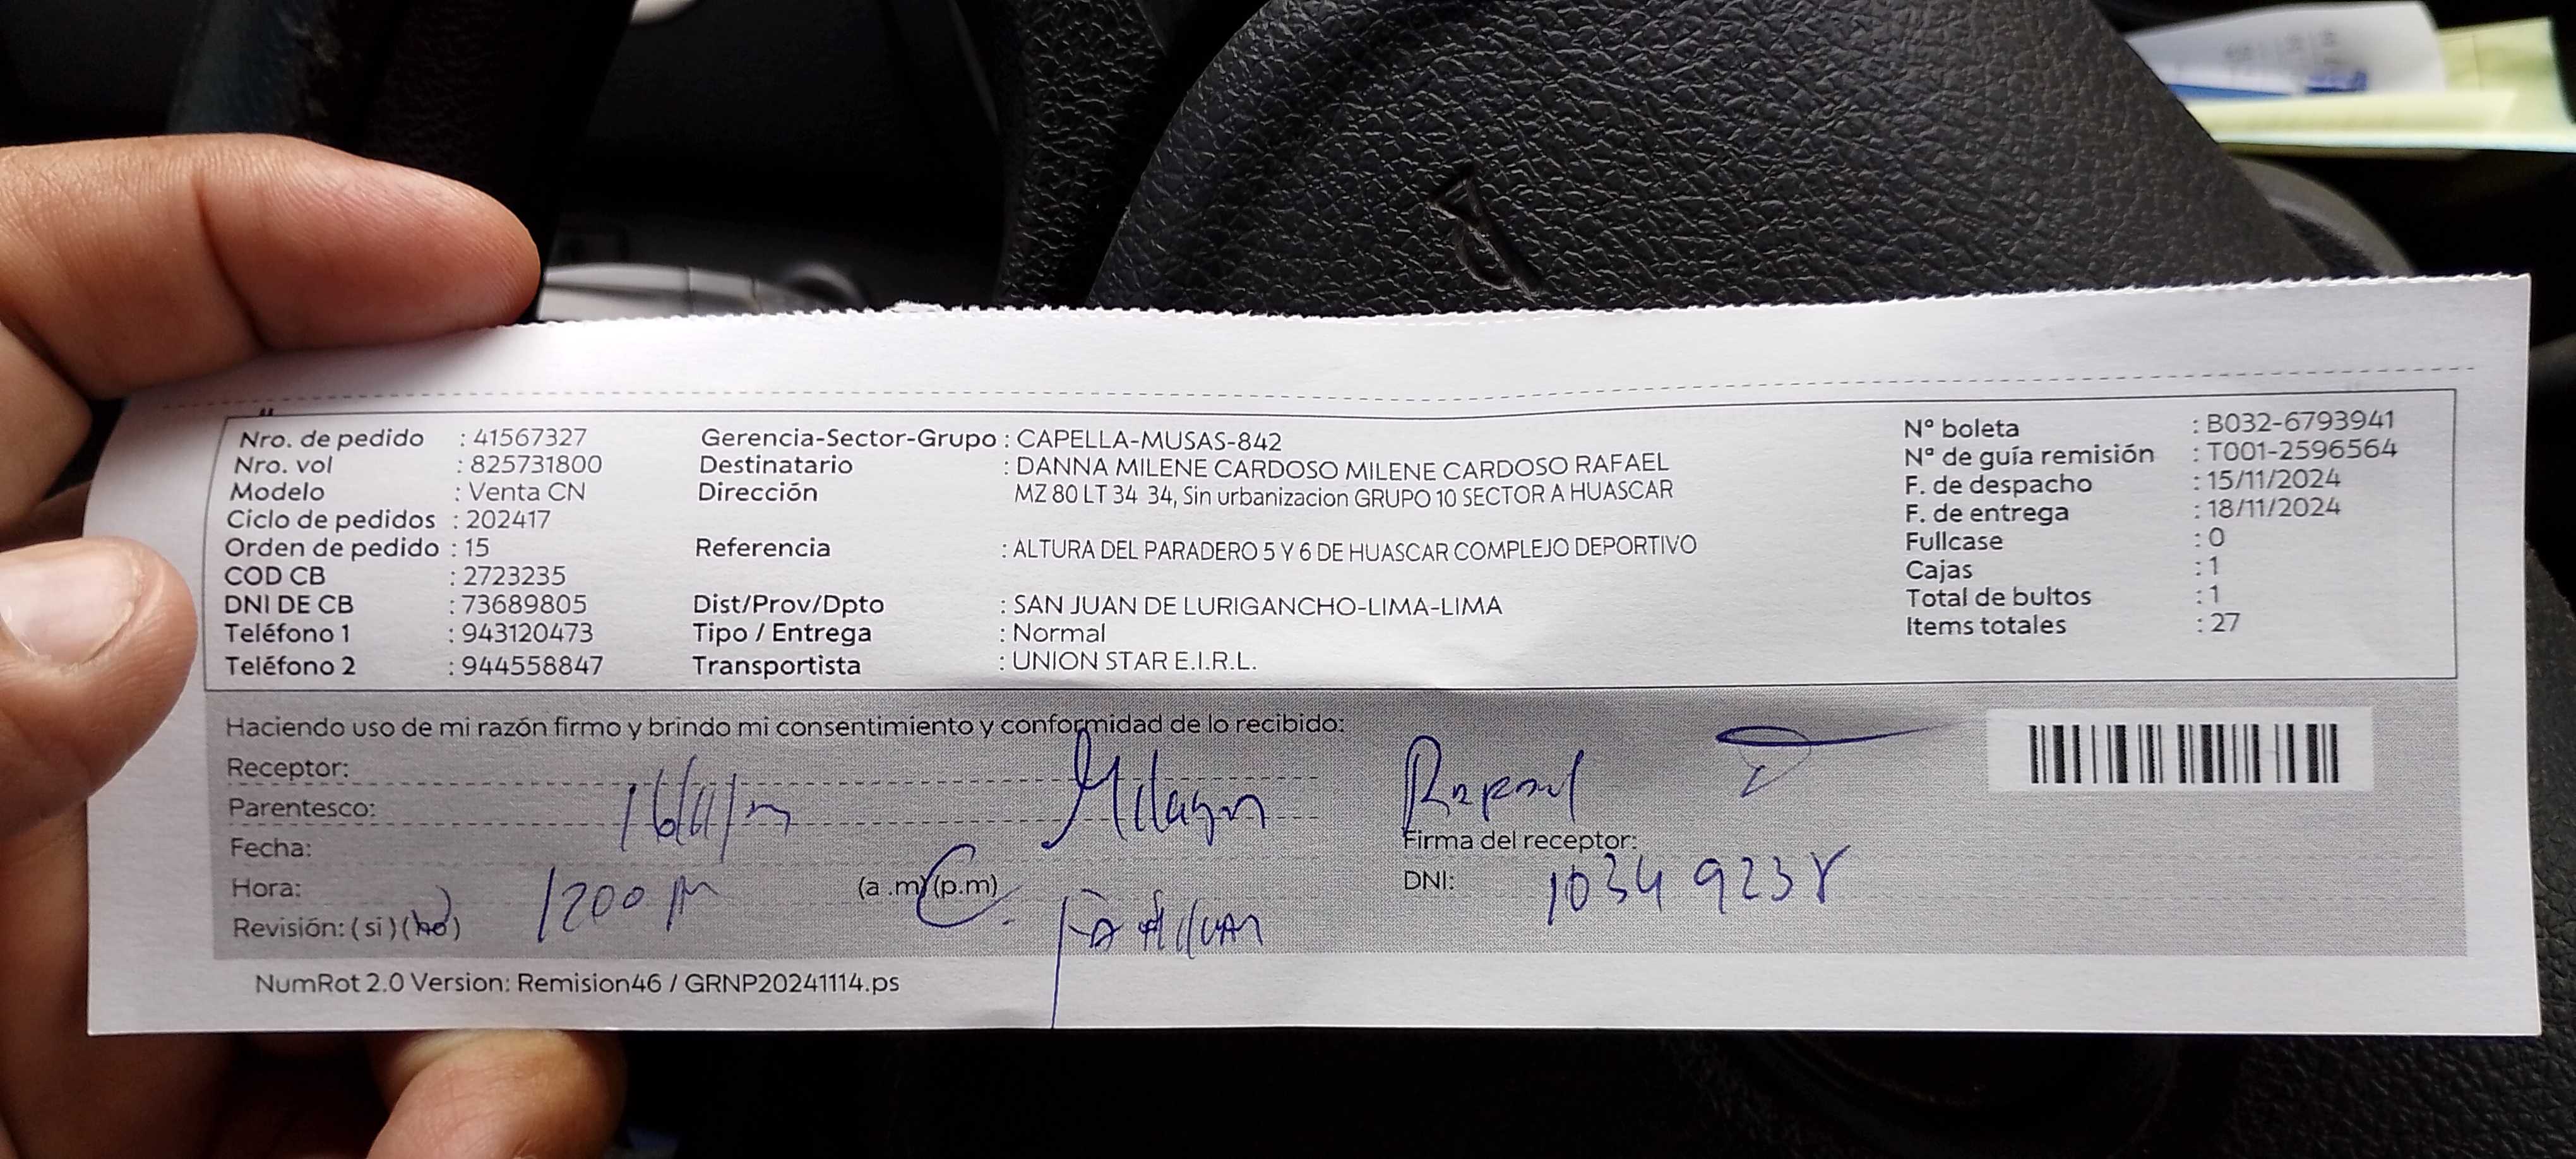 Nro. de pedido : 41567327
Nro. vol : 825731800
Modelo : Venta CN
Ciclo de pedidos : 202417
Orden de pedido : 15
COD CB : 2723235
DNI DE CB : 73689805
Teléfono 1 : 943120473
Teléfono 2 : 944558847
Gerencia-Sector-Grupo : CAPELLA-MUSAS-842
Destinatario : DANNA MILENE CARDOSO MILENE CARDOSO RAFAEL
Dirección MZ 80 LT 34 34, Sin urbanizacion GRUPO 10 SECTOR A HUASCAR
Referencia : ALTURA DEL PARADERO 5 Y 6 DE HUASCAR COMPLEJO DEPORTIVO
Dist/Prov/Dpto : SAN JUAN DE LURIGANCHO-LIMA-LIMA
Tipo / Entrega : Normal
Transportista : UNION STAR E.I.R.L.
Nº boleta : B032-6793941
Nª de guía remisión : T001-2596564
F. de despacho : 15/11/2024
F. de entrega : 18/11/2024
Fullcase : 0
Cajas : 1
Total de bultos : 1
Items totales : 27
Haciendo uso de mi razón firmo y brindo mi consentimiento y conformidad de lo recibido:
Receptor:
Parentesco:
Fecha:
Hora: 1200 (a .m) (p.m)
Revisión: (si) (no)
Firma del receptor:
DNI: 10349238
NumRot 2.0 Version: Remision46 / GRNP20241114.ps